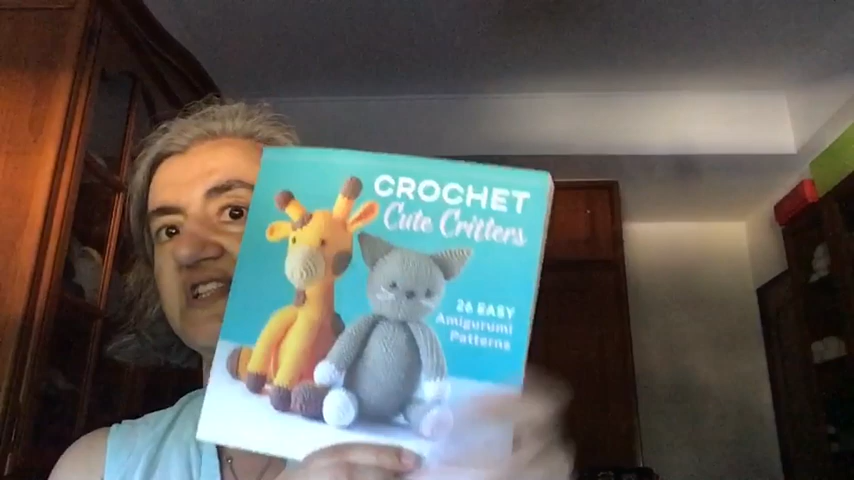 CROCHET
Cute Critters
26 EASY
Amigurumi
Patterns